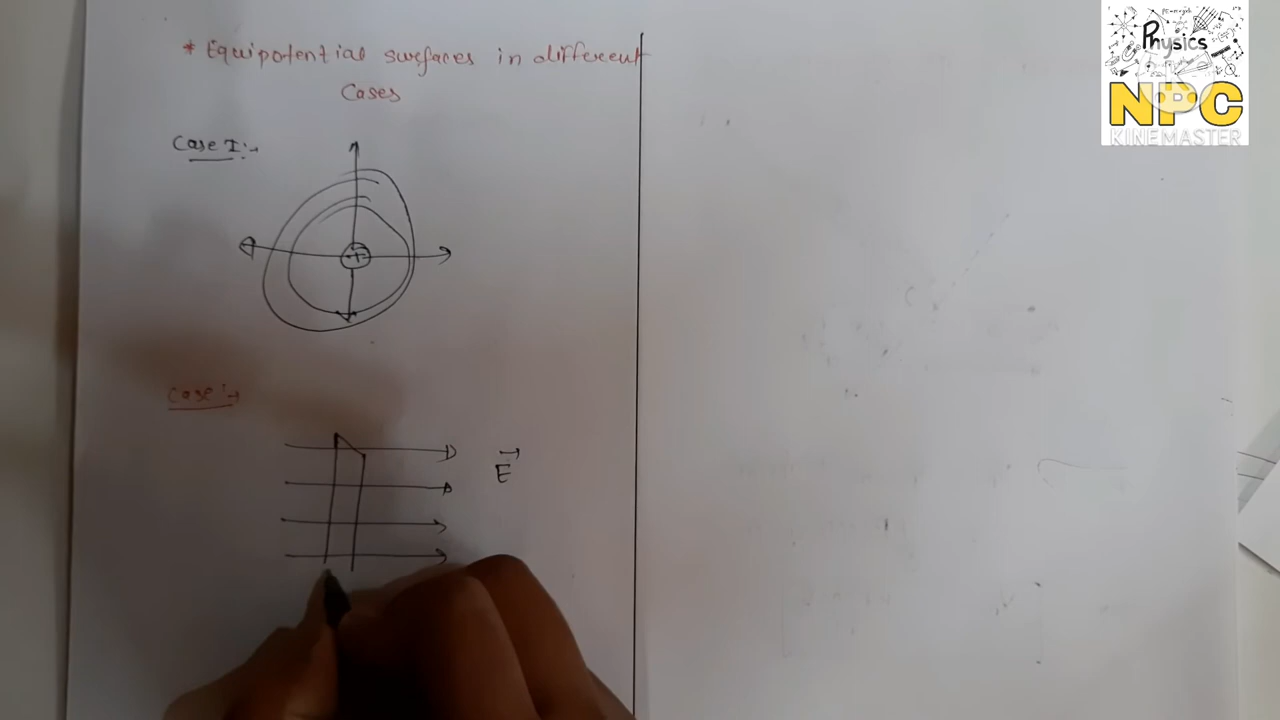 * Equipotential surfaces in different
Cases
Case I :-
+
Case :-
E
Physics
NPC
KINEMASTER